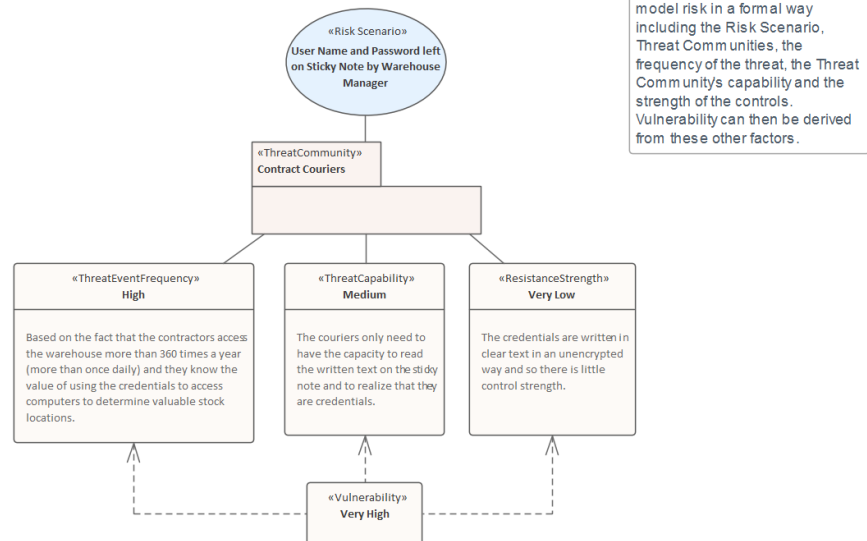 «Risk Scenario»
User Name and Password left
on Sticky Note by Warehouse
Manager
model risk in a formal way
including the Risk Scenario,
Threat Communities, the
frequency of the threat, the Threat
Community's capability and the
strength of the controls.
Vulnerability can then be derived
from these other factors.
«ThreatCommunity»
Contract Couriers
«ThreatEventFrequency»
High
Based on the fact that the contractors access
the warehouse more than 360 times a year
(more than once daily) and they know the
value of using the credentials to access
computers to determine valuable stock
locations.
«ThreatCapability»
Medium
The couriers only need to
have the capacity to read
the written text on the sticky
note and to realize that they
are credentials.
«ResistanceStrength»
Very Low
The credentials are written in
clear text in an unencrypted
way and so there is little
control strength.
«Vulnerability»
Very High